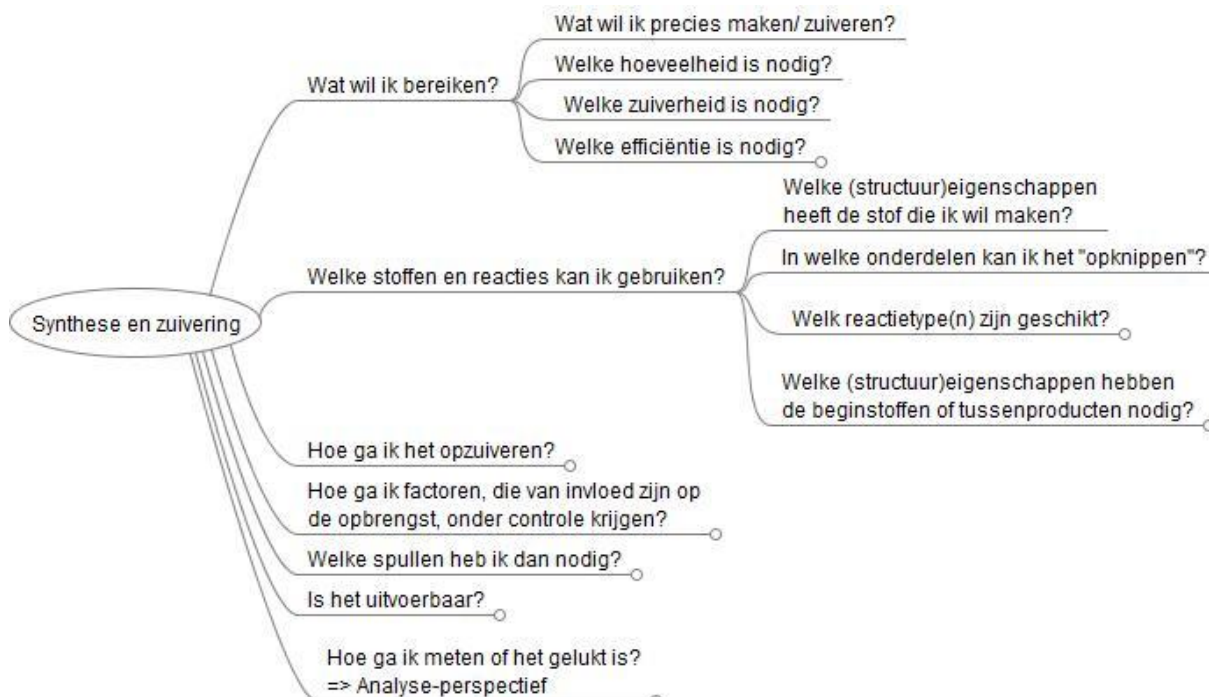 Synthese en zuivering
Wat wil ik bereiken?
Wat wil ik precies maken/ zuiveren?
Welke hoeveelheid is nodig?
Welke zuiverheid is nodig?
Welke efficiëntie is nodig?
Welke stoffen en reacties kan ik gebruiken?
Welke (structuur)eigenschappen
heeft de stof die ik wil maken?
In welke onderdelen kan ik het "opknippen"?
Welk reactietype(n) zijn geschikt?
Welke (structuur)eigenschappen hebben
de beginstoffen of tussenproducten nodig?
Hoe ga ik het opzuiveren?
Hoe ga ik factoren, die van invloed zijn op
de opbrengst, onder controle krijgen?
Welke spullen heb ik dan nodig?
Is het uitvoerbaar?
Hoe ga ik meten of het gelukt is?
=> Analyse-perspectief